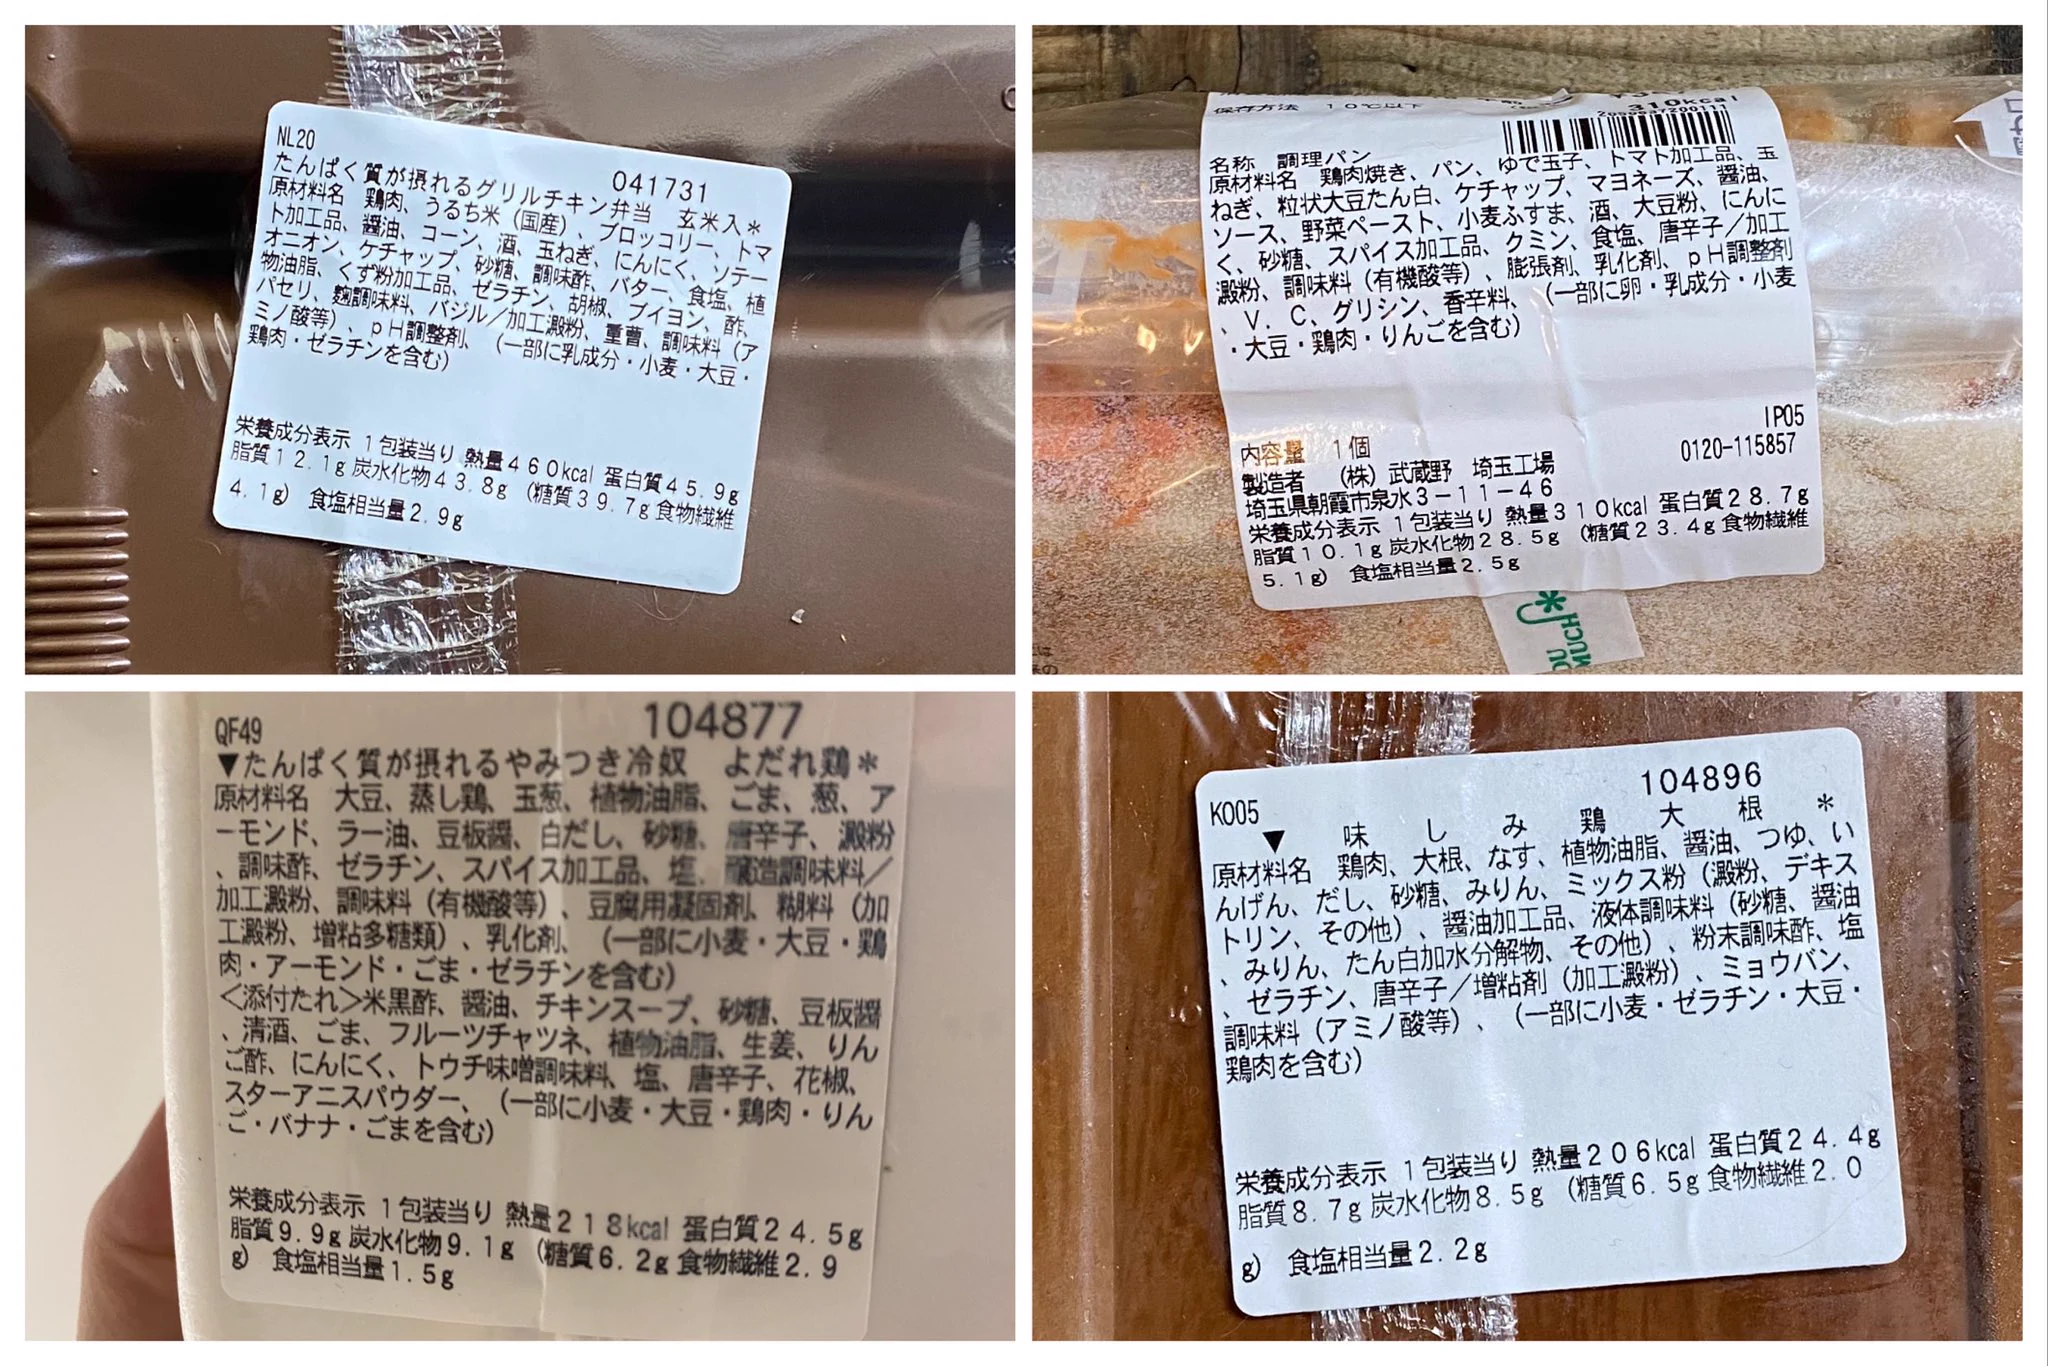 NL20
041731
たんぱく質が摂れるグリルチキン弁当 玄米入*
原材料名 鶏肉、うるち米(国産)、ブロッコリー、トマ
ト加工品、醤油、コーン、酒、玉ねぎ、にんにく、ソテー
オニオン、ケチャップ、砂糖、調味酢、バター、食塩、植
物油脂、くず粉加工品、ゼラチン、胡椒、ブイヨン、酢、
パセリ、麹調味料、バジル/加工澱粉、重曹、調味料(ア
ミノ酸等)、pH調整剤、(一部に乳成分・小麦・大豆・
鶏肉・ゼラチンを含む)
栄養成分表示 1包装当り 熱量460kcal 蛋白質45.9g
脂質12.1g 炭水化物43.8g (糖質39.7g 食物繊維
4.1g) 食塩相当量2.9g
保存方法 10℃以下
310kcal
名称 調理パン
原材料名 鶏肉焼き、パン、ゆで玉子、トマト加工品、玉
ねぎ、粒状大豆たん白、ケチャップ、マヨネーズ、醤油、
ソース、野菜ペースト、小麦ふすま、酒、大豆粉、にんに
く、砂糖、スパイス加工品、クミン、食塩、唐辛子/加工
澱粉、調味料(有機酸等)、膨張剤、乳化剤、pH調整剤
、V.C、グリシン、香辛料、(一部に卵・乳成分・小麦
・大豆・鶏肉・りんごを含む)
IP05
内容量 1個
0120-115857
製造者 (株)武蔵野 埼玉工場
埼玉県朝霞市泉水3-11-46
栄養成分表示 1包装当り 熱量310kcal 蛋白質28.7g
脂質10.1g 炭水化物28.5g (糖質23.4g 食物繊維
5.1g) 食塩相当量2.5g
QF49
104877
▼たんぱく質が摂れるやみつき冷奴 よだれ鶏*
原材料名 大豆、蒸し鶏、玉葱、植物油脂、ごま、葱、ア
ーモンド、ラー油、豆板醤、白だし、砂糖、唐辛子、澱粉
、調味酢、ゼラチン、スパイス加工品、塩、醸造調味料/
加工澱粉、調味料(有機酸等)、豆腐用凝固剤、糊料(加
工澱粉、増粘多糖類)、乳化剤、(一部に小麦・大豆・鶏
肉・アーモンド・ごま・ゼラチンを含む)
<添付たれ>米黒酢、醤油、チキンスープ、砂糖、豆板醤
、清酒、ごま、フルーツチャツネ、植物油脂、生姜、りん
ご酢、にんにく、トウチ味噌調味料、塩、唐辛子、花椒、
スターアニスパウダー、(一部に小麦・大豆・鶏肉・りん
ご・バナナ・ごまを含む)
栄養成分表示 1包装当り 熱量218kcal 蛋白質24.5g
脂質9.9g 炭水化物9.1g (糖質6.2g 食物繊維2.9
g) 食塩相当量1.5g
104896
K005
▼ 味しみ鶏大根 *
原材料名 鶏肉、大根、なす、植物油脂、醤油、つゆ、い
んげん、だし、砂糖、みりん、ミックス粉(澱粉、デキス
トリン、その他)、醤油加工品、液体調味料(砂糖、醤油
、みりん、たん白加水分解物、その他)、粉末調味酢、塩
、ゼラチン、唐辛子/増粘剤(加工澱粉)、ミョウバン、
調味料(アミノ酸等)、(一部に小麦・ゼラチン・大豆・
鶏肉を含む)
栄養成分表示 1包装当り 熱量206kcal 蛋白質24.4g
脂質8.7g 炭水化物8.5g (糖質6.5g 食物繊維2.0
g) 食塩相当量2.2g